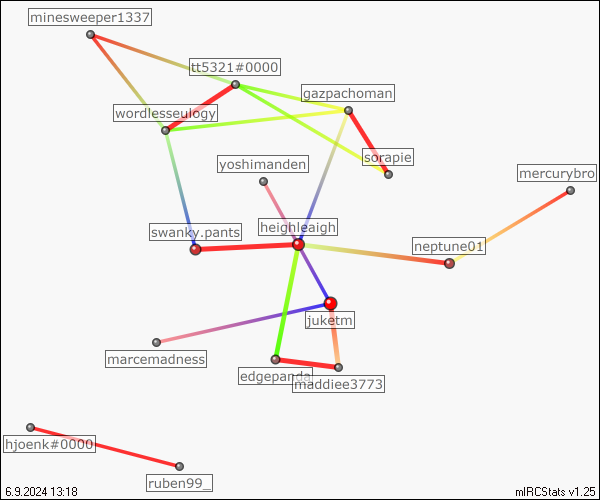 minesweeper1337
tt5321#0000
gazpachoman
wordlesseulogy
sorapie
yoshimanden
mercurybro
swanky.pants
heighleaigh
neptune01
juketm
marcemadness
edgepanda
maddiee3773
hjoenk#0000
ruben99_
6.9.2024 13:18
mIRCStats v1.25